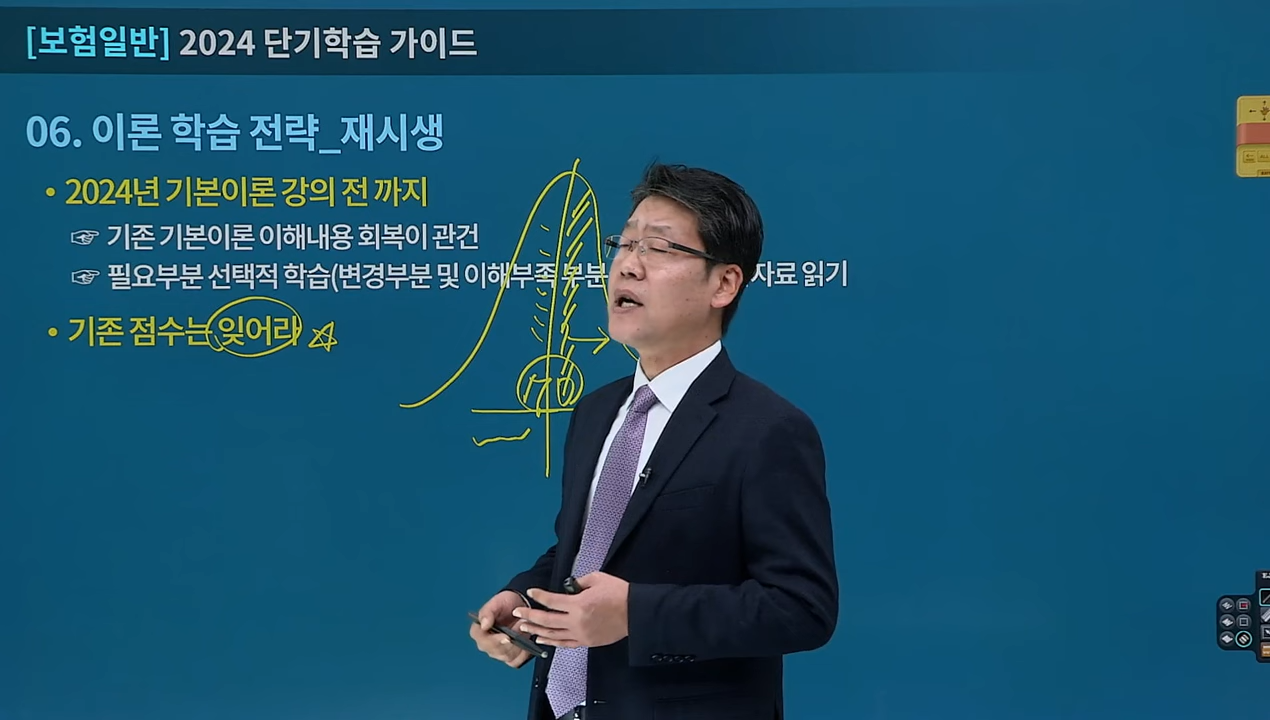 [보험일반] 2024 단기학습 가이드
06. 이론 학습 전략_재시생
• 2024년 기본이론 강의 전 까지
☞ 기존 기본이론 이해내용 회복이 관건
☞ 필요부분 선택적 학습(변경부분 및 이해부족 부분 자료 읽기
• 기존 점수는 잊어라